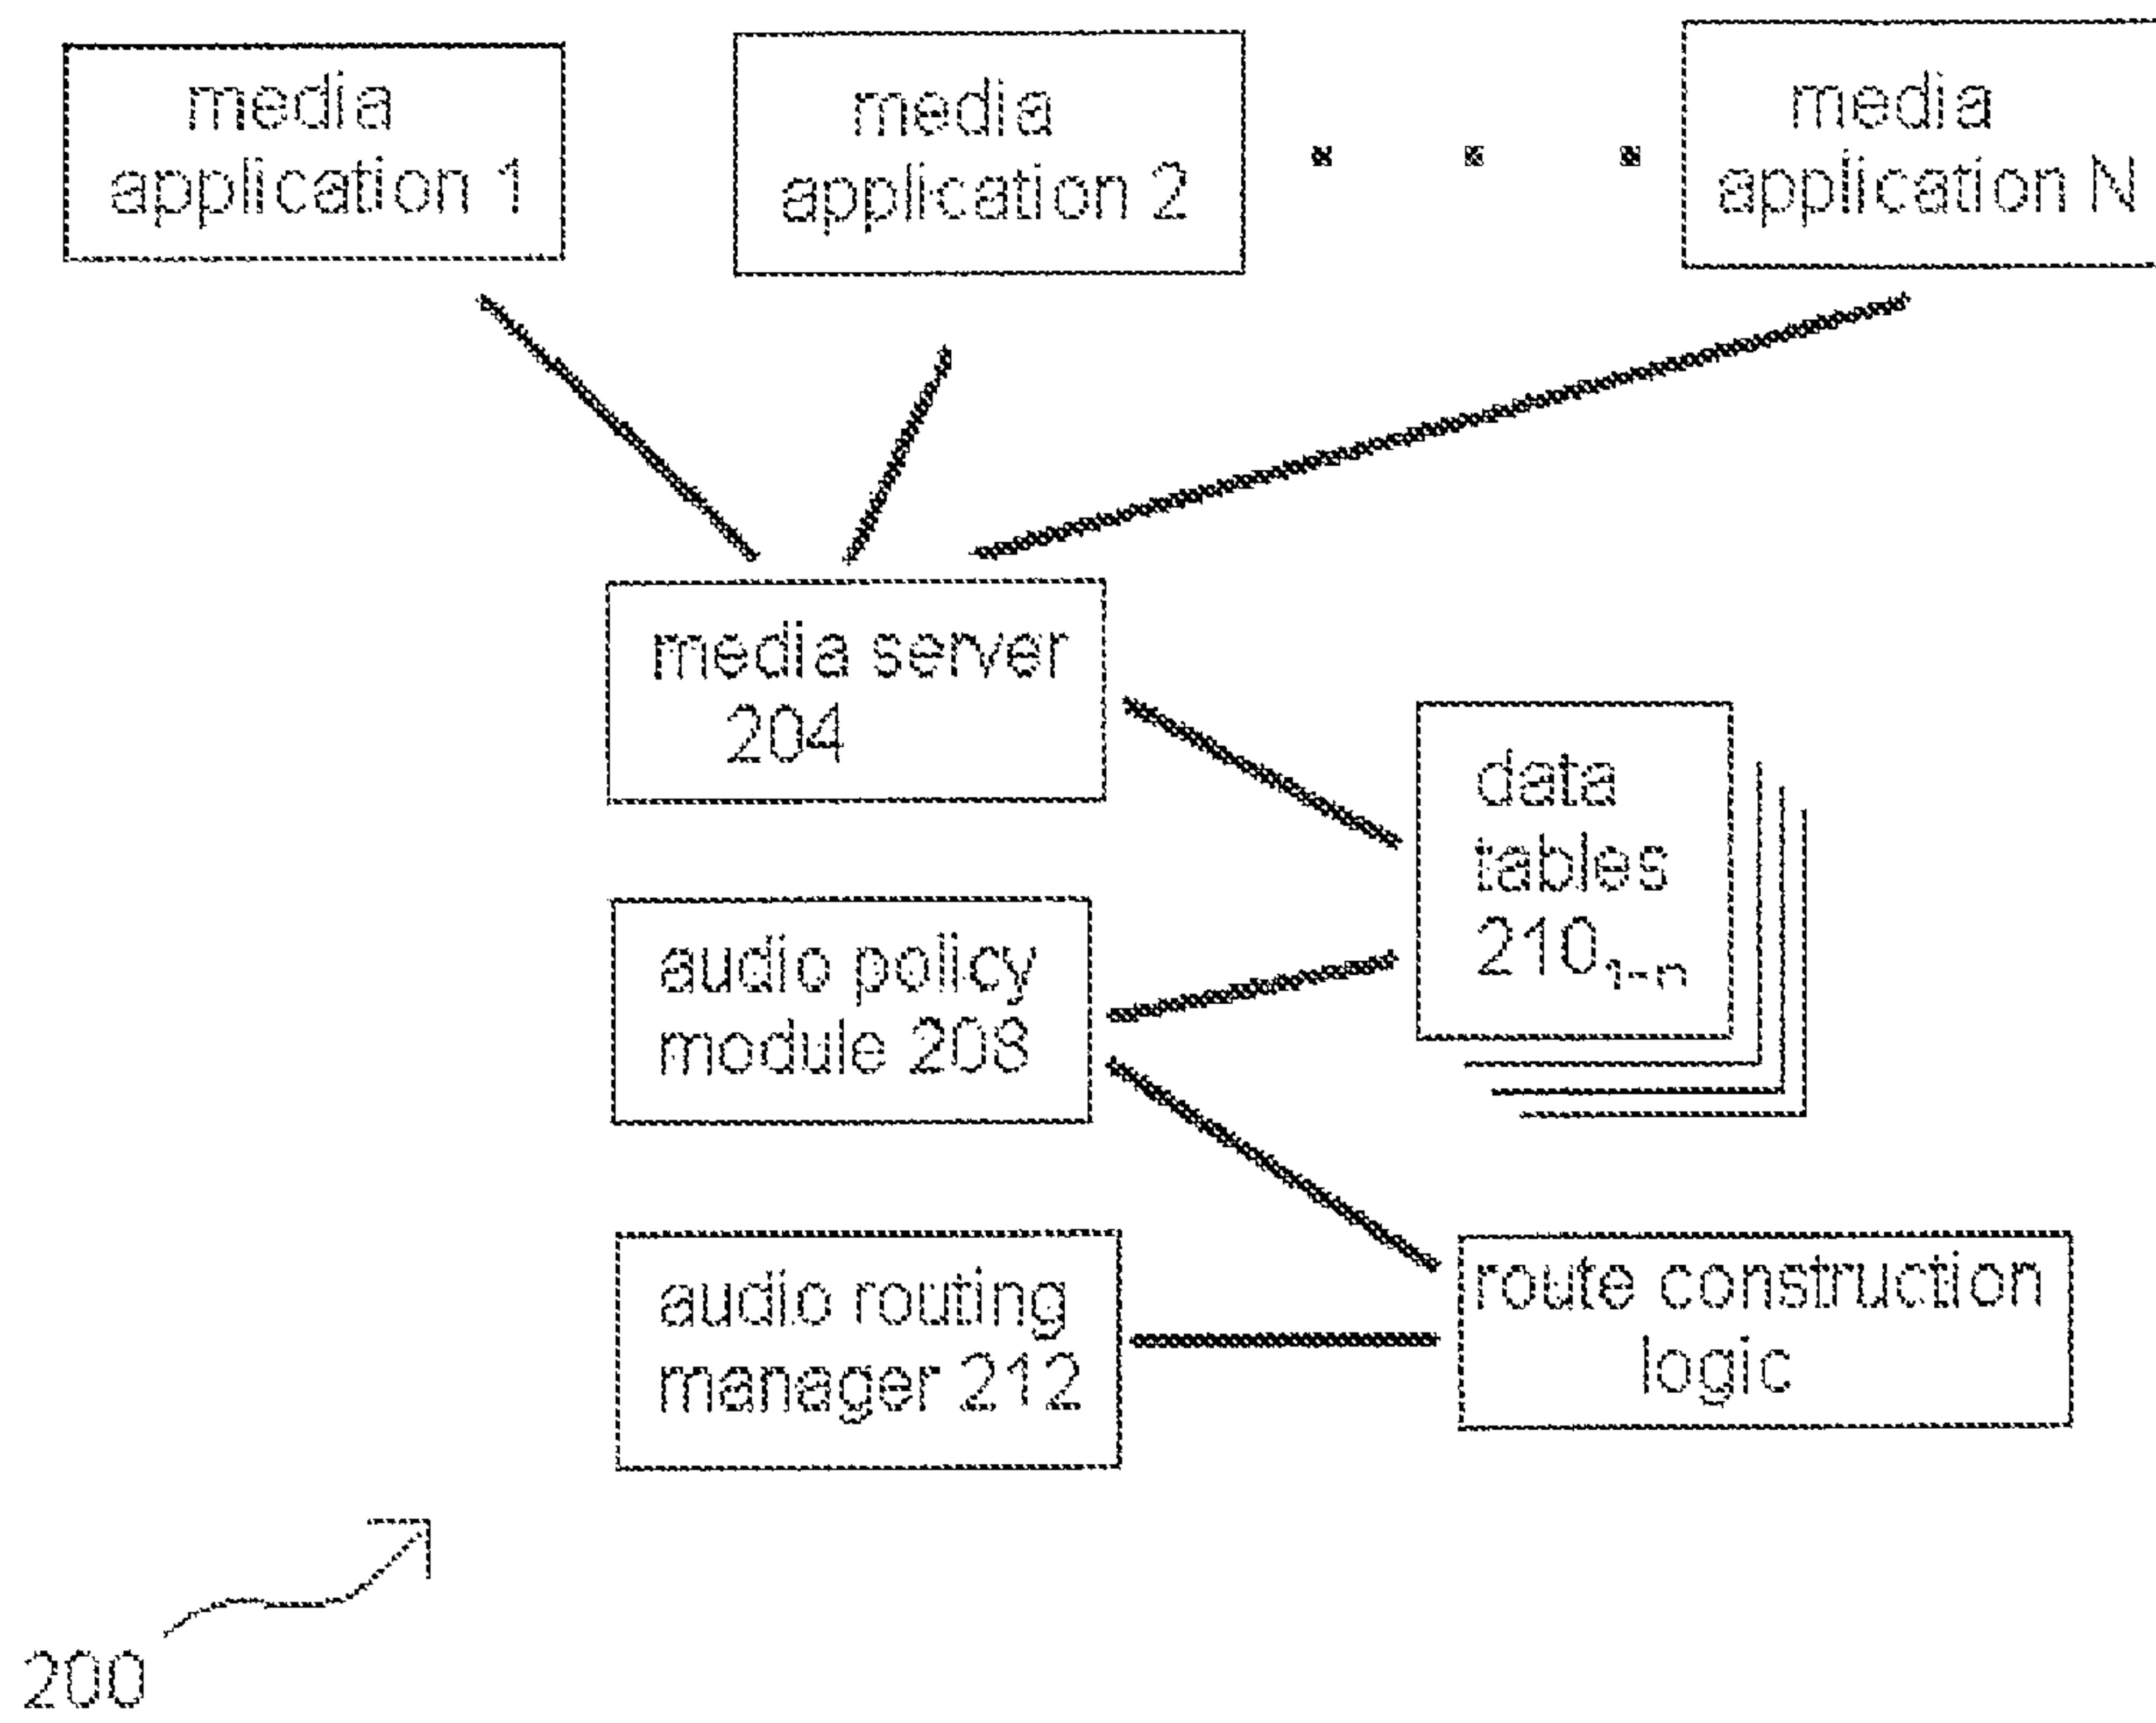 media
application 1
media
application 2
media
application N
media server
204
data
tables
210₁₋ₙ
audio policy
module 208
audio routing
manager 212
route construction
logic
200